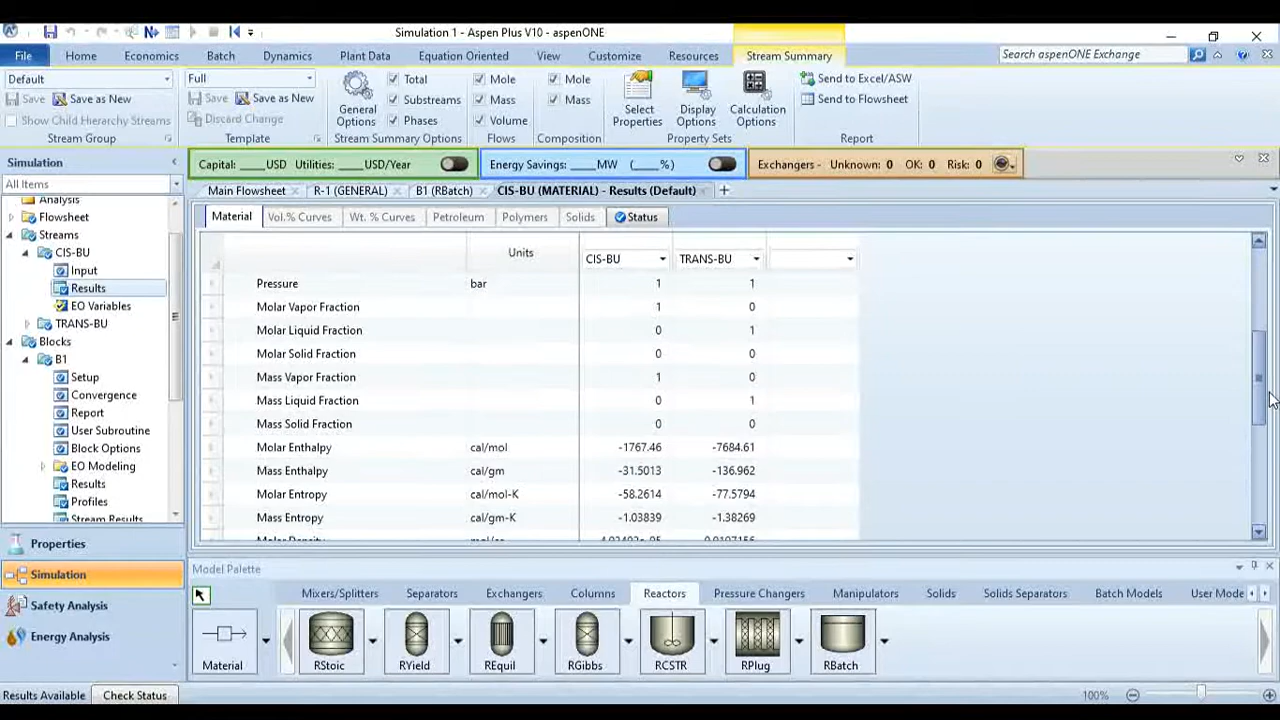 Simulation 1 - Aspen Plus V10 - aspenONE
File Home Economics Batch Dynamics Plant Data Equation Oriented View Customize Resources Stream Summary Search aspenONE Exchange
Default Full Total Mole Mole Send to Excel/ASW
Save Save as New Save Save as New Substreams Mass Mass Send to Flowsheet
Show Child Hierarchy Streams Discard Change General Options Phases Volume Select Properties Display Options Calculation Options
Stream Group Template Stream Summary Options Flows Composition Property Sets Report
Simulation Capital: ____USD Utilities: ____USD/Year Energy Savings: ____MW (____%) Exchangers - Unknown: 0 OK: 0 Risk: 0
All Items Main Flowsheet R-1 (GENERAL) B1 (RBatch) CIS-BU (MATERIAL) - Results (Default)
Analysis
Flowsheet
Streams
CIS-BU
Input
Results
EO Variables
TRANS-BU
Blocks
B1
Setup
Convergence
Report
User Subroutine
Block Options
EO Modeling
Results
Profiles
Stream Results
Properties
Simulation
Safety Analysis
Energy Analysis
Material Vol.% Curves Wt. % Curves Petroleum Polymers Solids Status
Units CIS-BU TRANS-BU
Pressure bar 1 1
Molar Vapor Fraction 1 0
Molar Liquid Fraction 0 1
Molar Solid Fraction 0 0
Mass Vapor Fraction 1 0
Mass Liquid Fraction 0 1
Mass Solid Fraction 0 0
Molar Enthalpy cal/mol -1767.46 -7684.61
Mass Enthalpy cal/gm -31.5013 -136.962
Molar Entropy cal/mol-K -58.2614 -77.5794
Mass Entropy cal/gm-K -1.03839 -1.38269
Molar Density
Model Palette
Mixers/Splitters Separators Exchangers Columns Reactors Pressure Changers Manipulators Solids Solids Separators Batch Models User Mode
Material RStoic RYield REquil RGibbs RCSTR RPlug RBatch
Results Available Check Status 100%